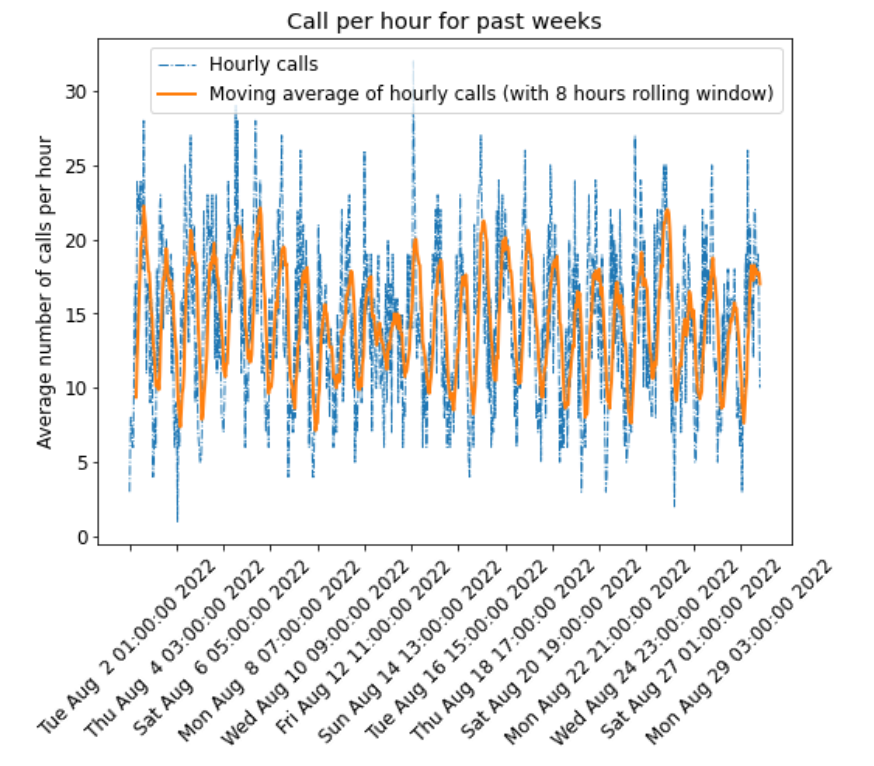 Call per hour for past weeks
Hourly calls
Moving average of hourly calls (with 8 hours rolling window)
Average number of calls per hour
30
25
20
15
10
5
0
Tue Aug  2 01:00:00 2022
Thu Aug  4 03:00:00 2022
Sat Aug  6 05:00:00 2022
Mon Aug  8 07:00:00 2022
Wed Aug 10 09:00:00 2022
Fri Aug 12 11:00:00 2022
Sun Aug 14 13:00:00 2022
Tue Aug 16 15:00:00 2022
Thu Aug 18 17:00:00 2022
Sat Aug 20 19:00:00 2022
Mon Aug 22 21:00:00 2022
Wed Aug 24 23:00:00 2022
Sat Aug 27 01:00:00 2022
Mon Aug 29 03:00:00 2022